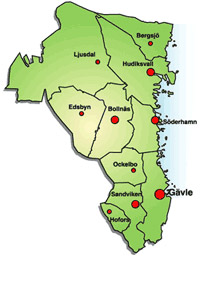 Bergsjö
Ljusdal
Hudiksvall
Edsbyn
Bollnäs
Söderhamn
Ockelbo
Sandviken
Gävle
Hofors